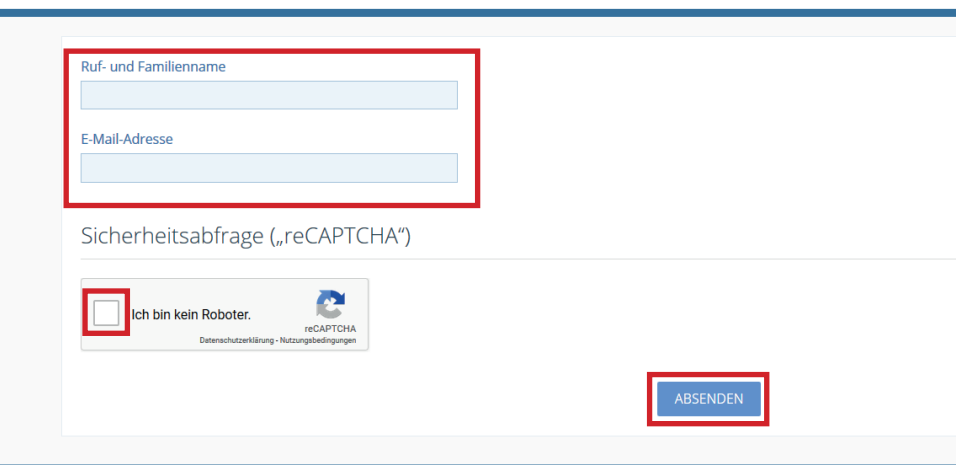 Ruf- und Familienname
E-Mail-Adresse
Sicherheitsabfrage („reCAPTCHA“)
Ich bin kein Roboter.
reCAPTCHA
Datenschutzerklärung - Nutzungsbedingungen
ABSENDEN